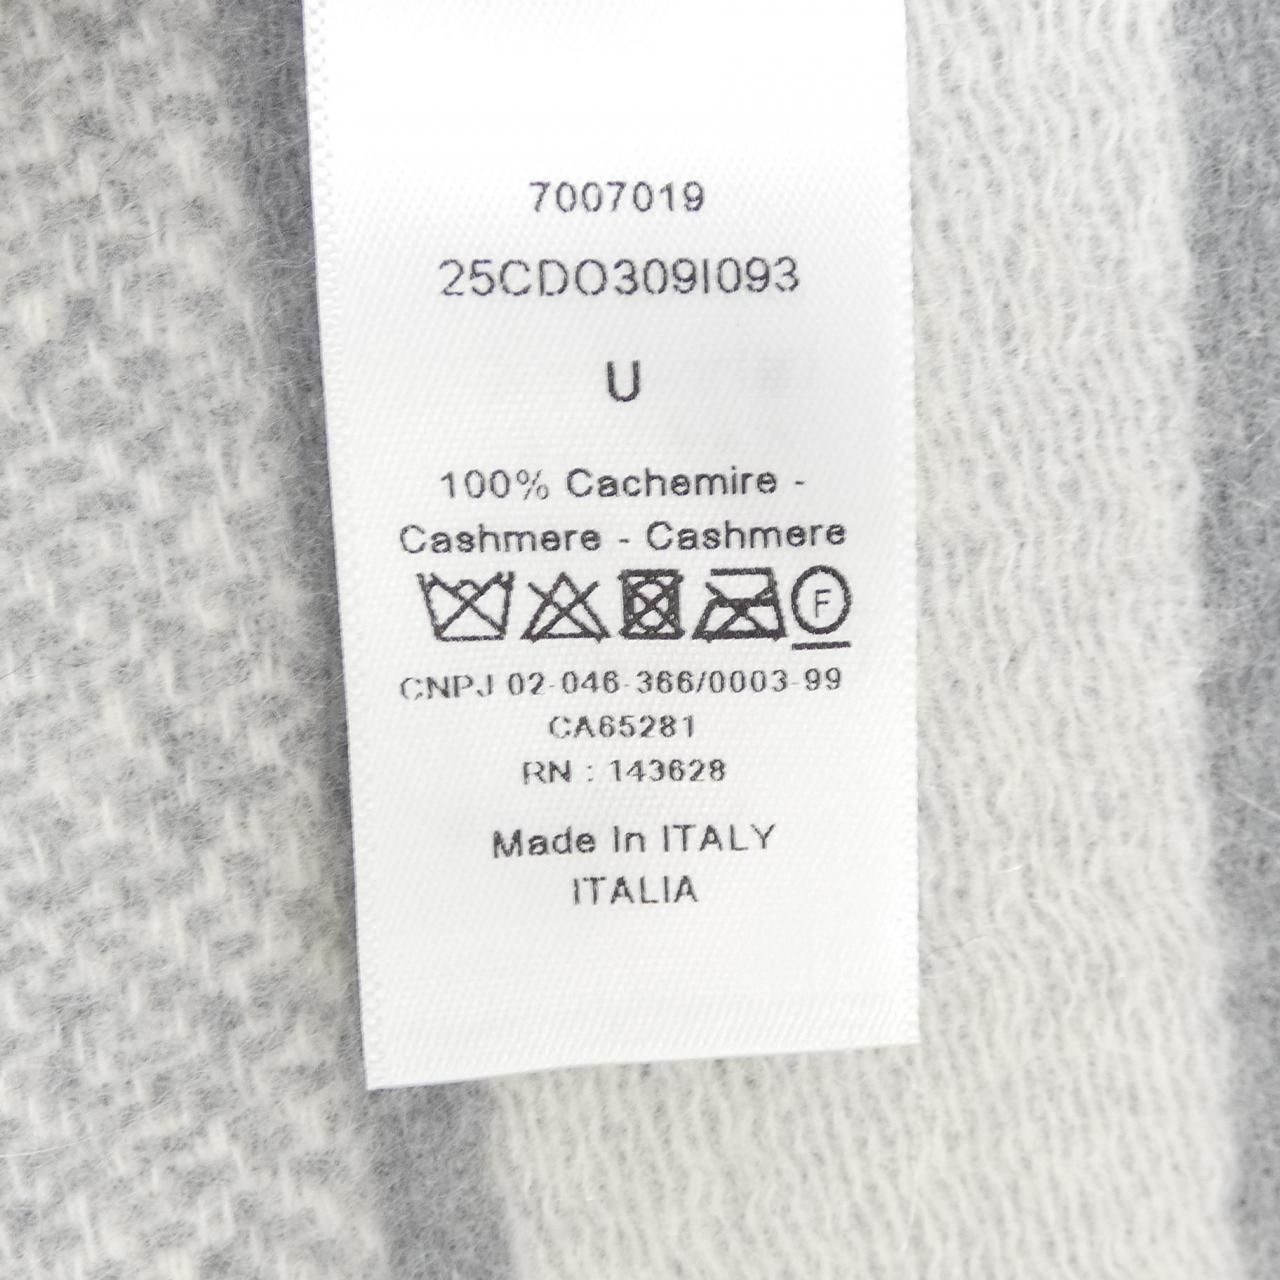 7007019
25CDO309I093
U
100% Cachemire -
Cashmere - Cashmere
F
CNPJ 02-046-366/0003-99
CA65281
RN : 143628
Made In ITALY
ITALIA